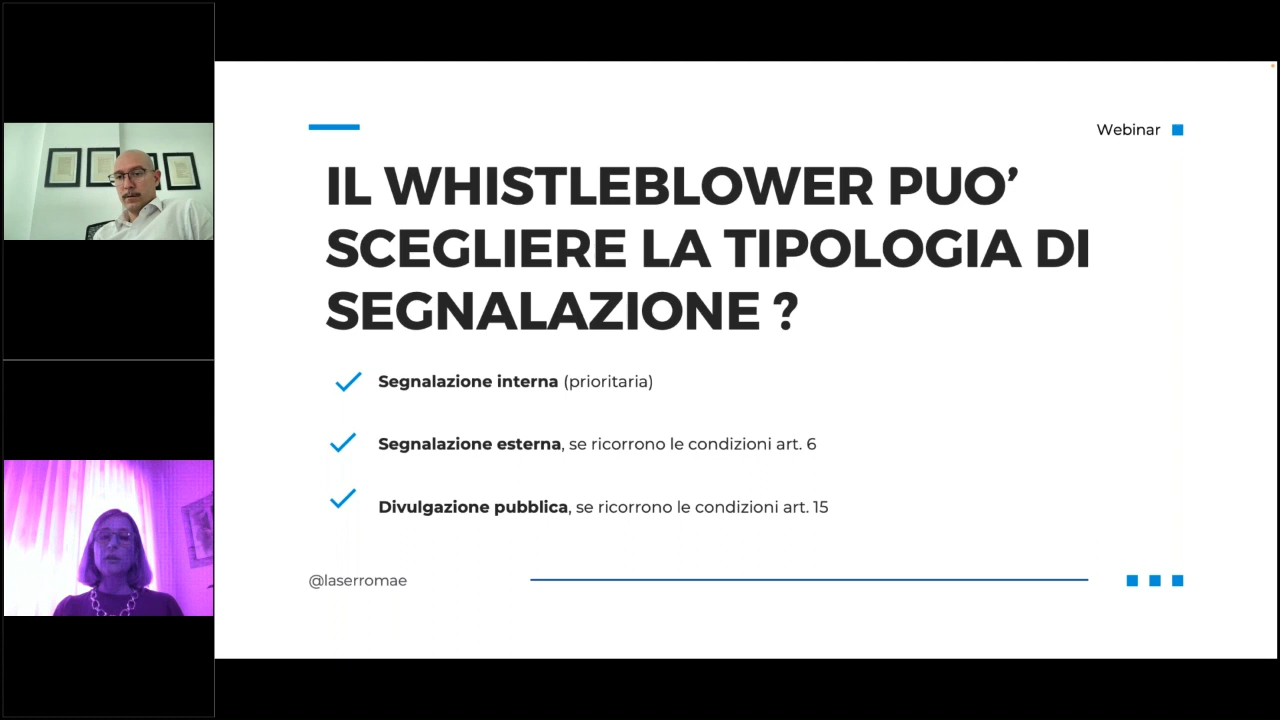 Webinar
IL WHISTLEBLOWER PUO’
SCEGLIERE LA TIPOLOGIA DI
SEGNALAZIONE ?
Segnalazione interna (prioritaria)
Segnalazione esterna, se ricorrono le condizioni art. 6
Divulgazione pubblica, se ricorrono le condizioni art. 15
@laserromae